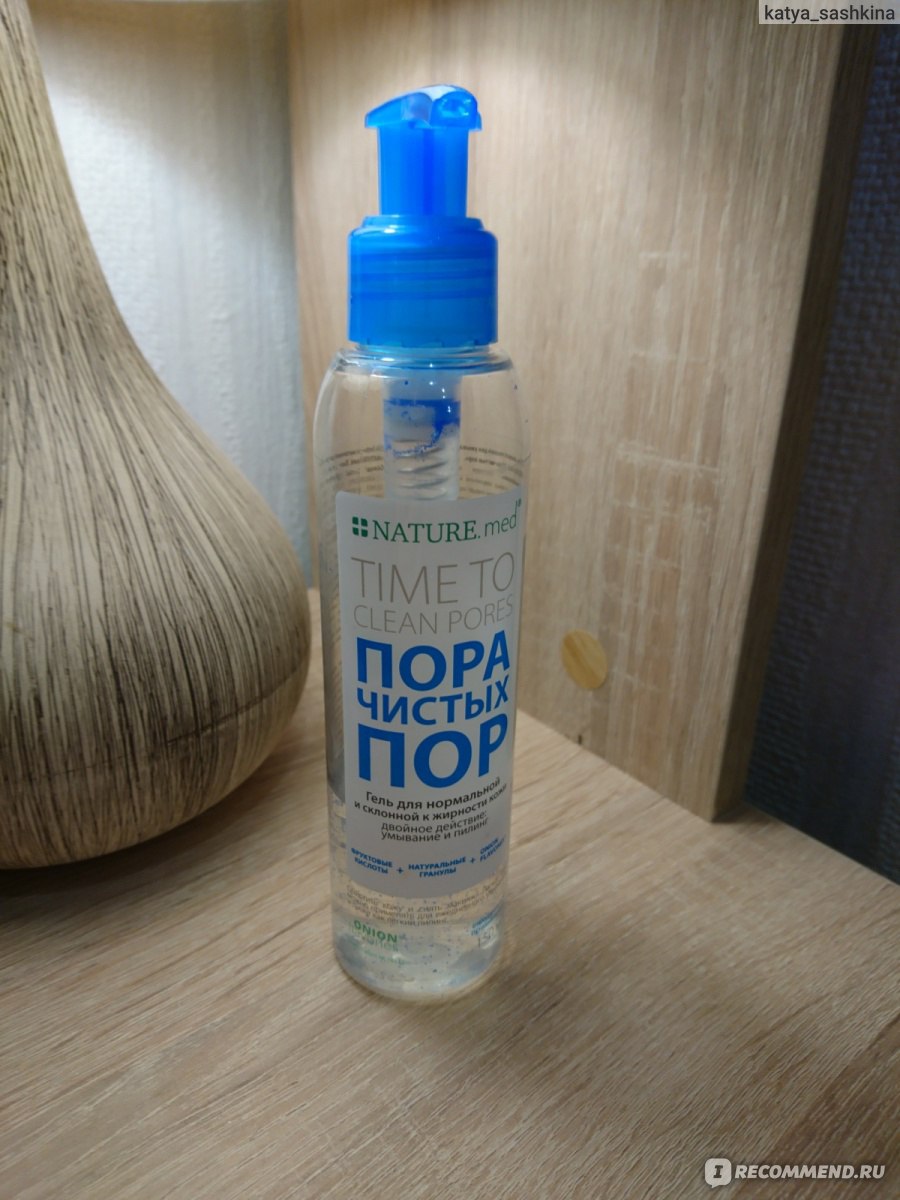 katya_sashkina
NATURE.med
TIME TO
CLEAN PORES
ПОРА
ЧИСТЫХ
ПОР
Гель для нормальной
и склонной к жирности кожи
двойное действие:
умывание и пилинг
ФРУКТОВЫЕ КИСЛОТЫ + НАТУРАЛЬНЫЕ ГРАНУЛЫ + ONION
ONION
RECOMMEND.RU